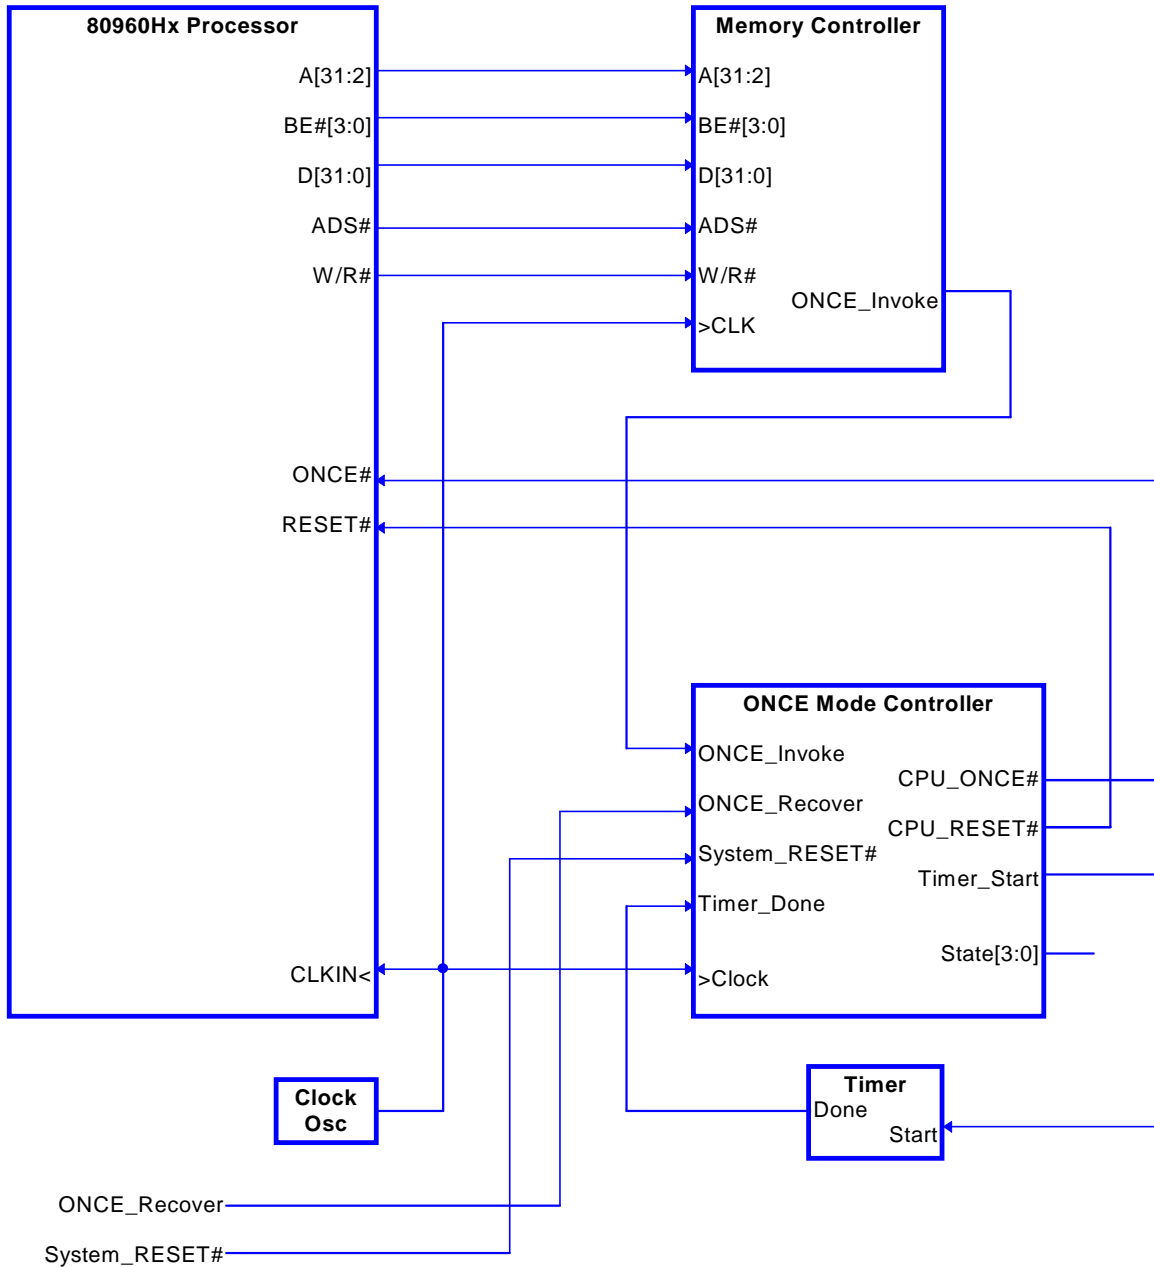 80960Hx Processor
A[31:2]
BE#[3:0]
D[31:0]
ADS#
W/R#
ONCE#
RESET#
CLKIN<
Memory Controller
A[31:2]
BE#[3:0]
D[31:0]
ADS#
W/R#
ONCE_Invoke
>CLK
ONCE Mode Controller
ONCE_Invoke
CPU_ONCE#
ONCE_Recover
CPU_RESET#
System_RESET#
Timer_Start
Timer_Done
State[3:0]
>Clock
Clock
Osc
Timer
Done
Start
ONCE_Recover
System_RESET#